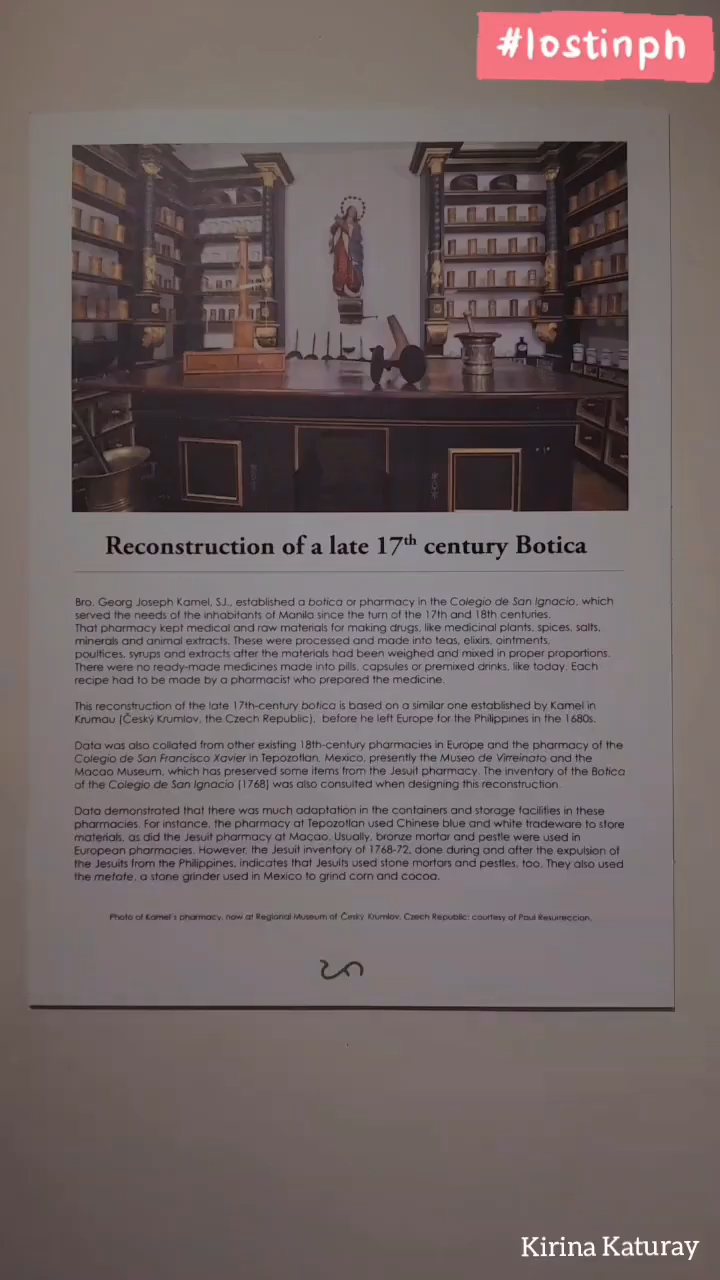 #lostinph
Reconstruction of a late 17th century Botica
Bro. Georg Joseph Kamel, SJ., established a botica or pharmacy in the Colegio de San Ignacio, which
served the needs of the inhabitants of Manila since the turn of the 17th and 18th centuries.
That pharmacy kept medical and raw materials for making drugs, like medicinal plants, spices, salts,
minerals and animal extracts. These were processed and made into teas, elixirs, ointments,
poultices, syrups and extracts after the materials had been weighed and mixed in proper proportions.
There were no ready-made medicines made into pills, capsules or premixed drinks, like today. Each
recipe had to be made by a pharmacist who prepared the medicine.
This reconstruction of the late 17th-century botica is based on a similar one established by Kamel in
Krumau (Český Krumlov, the Czech Republic), before he left Europe for the Philippines in the 1680s.
Data was also collated from other existing 18th-century pharmacies in Europe and the pharmacy of the
Colegio de San Francisco Xavier in Tepozotlan, Mexico, presently the Museo de Virreinato and the
Macao Museum, which has preserved some items from the Jesuit pharmacy. The inventory of the Botica
of the Colegio de San Ignacio (1768) was also consulted when designing this reconstruction.
Data demonstrated that there was much adaptation in the containers and storage facilities in these
pharmacies. For instance, the pharmacy at Tepozotlan used Chinese blue and white tradeware to store
materials, as did the Jesuit pharmacy at Macao. Usually, bronze mortar and pestle were used in
European pharmacies. However, the Jesuit inventory of 1768-72, done during and after the expulsion of
the Jesuits from the Philippines, indicates that Jesuits used stone mortars and pestles, too. They also used
the metate, a stone grinder used in Mexico to grind corn and cocoa.
Photo of Kamel's pharmacy, now at Regional Museum of Český Krumlov, Czech Republic; courtesy of Paul Resurreccion.
Kirina Katuray